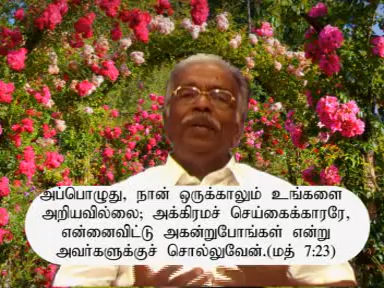 அப்பொழுது, நான் ஒருக்காலும் உங்களை
அறியவில்லை; அக்கிரமச் செய்கைக்காரரே,
என்னைவிட்டு அகன்றுபோங்கள் என்று
அவர்களுக்குச் சொல்லுவேன்.(மத் 7:23)